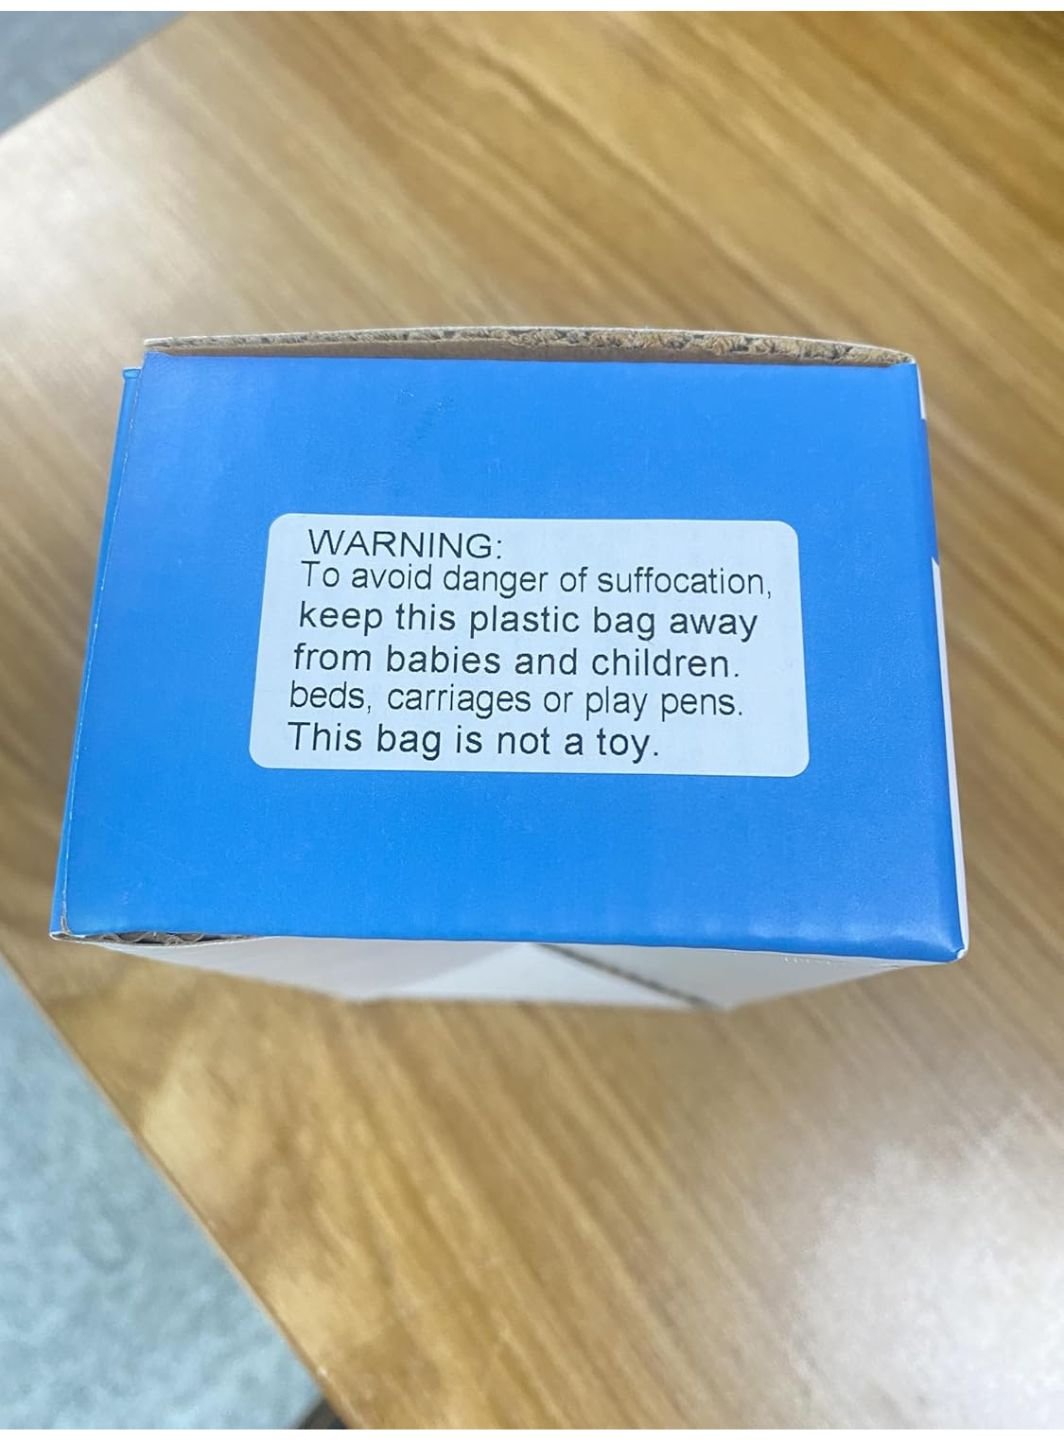 WARNING:
To avoid danger of suffocation,
keep this plastic bag away
from babies and children.
beds, carriages or play pens.
This bag is not a toy.